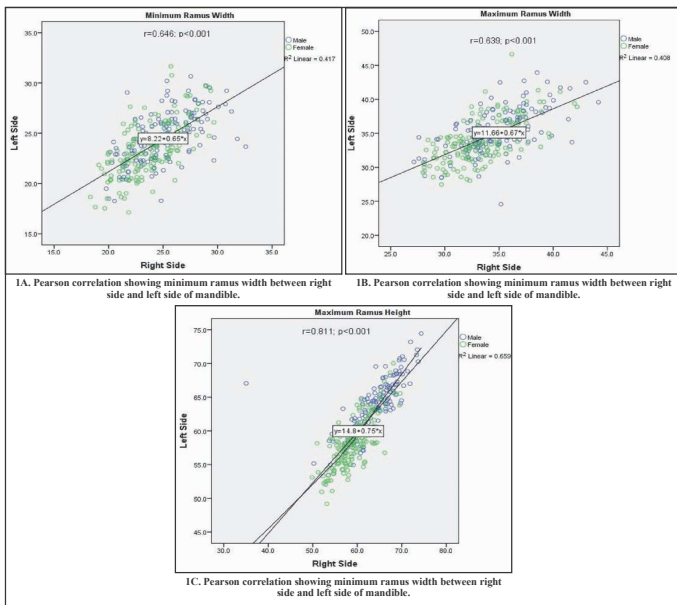 Minimum Ramus Width
r=0.646; p<0.001
Male
Female
R² Linear = 0.417
35.0
30.0
25.0
20.0
15.0
Left Side
y=8.22+0.65*x
15.0 20.0 25.0 30.0 35.0
Right Side
1A. Pearson correlation showing minimum ramus width between right
side and left side of mandible.
Maximum Ramus Width
r=0.639; p<0.001
Male
Female
R² Linear = 0.408
50.0
45.0
40.0
35.0
30.0
25.0
20.0
Left Side
y=11.66+0.67*x
25.0 30.0 35.0 40.0 45.0
Right Side
1B. Pearson correlation showing minimum ramus width between right
side and left side of mandible.
Maximum Ramus Height
r=0.811; p<0.001
Male
Female
R² Linear = 0.659
75.0
70.0
65.0
60.0
55.0
50.0
45.0
Left Side
y=14.8+0.75*x
30.0 40.0 50.0 60.0 70.0 80.0
Right Side
1C. Pearson correlation showing minimum ramus width between right
side and left side of mandible.